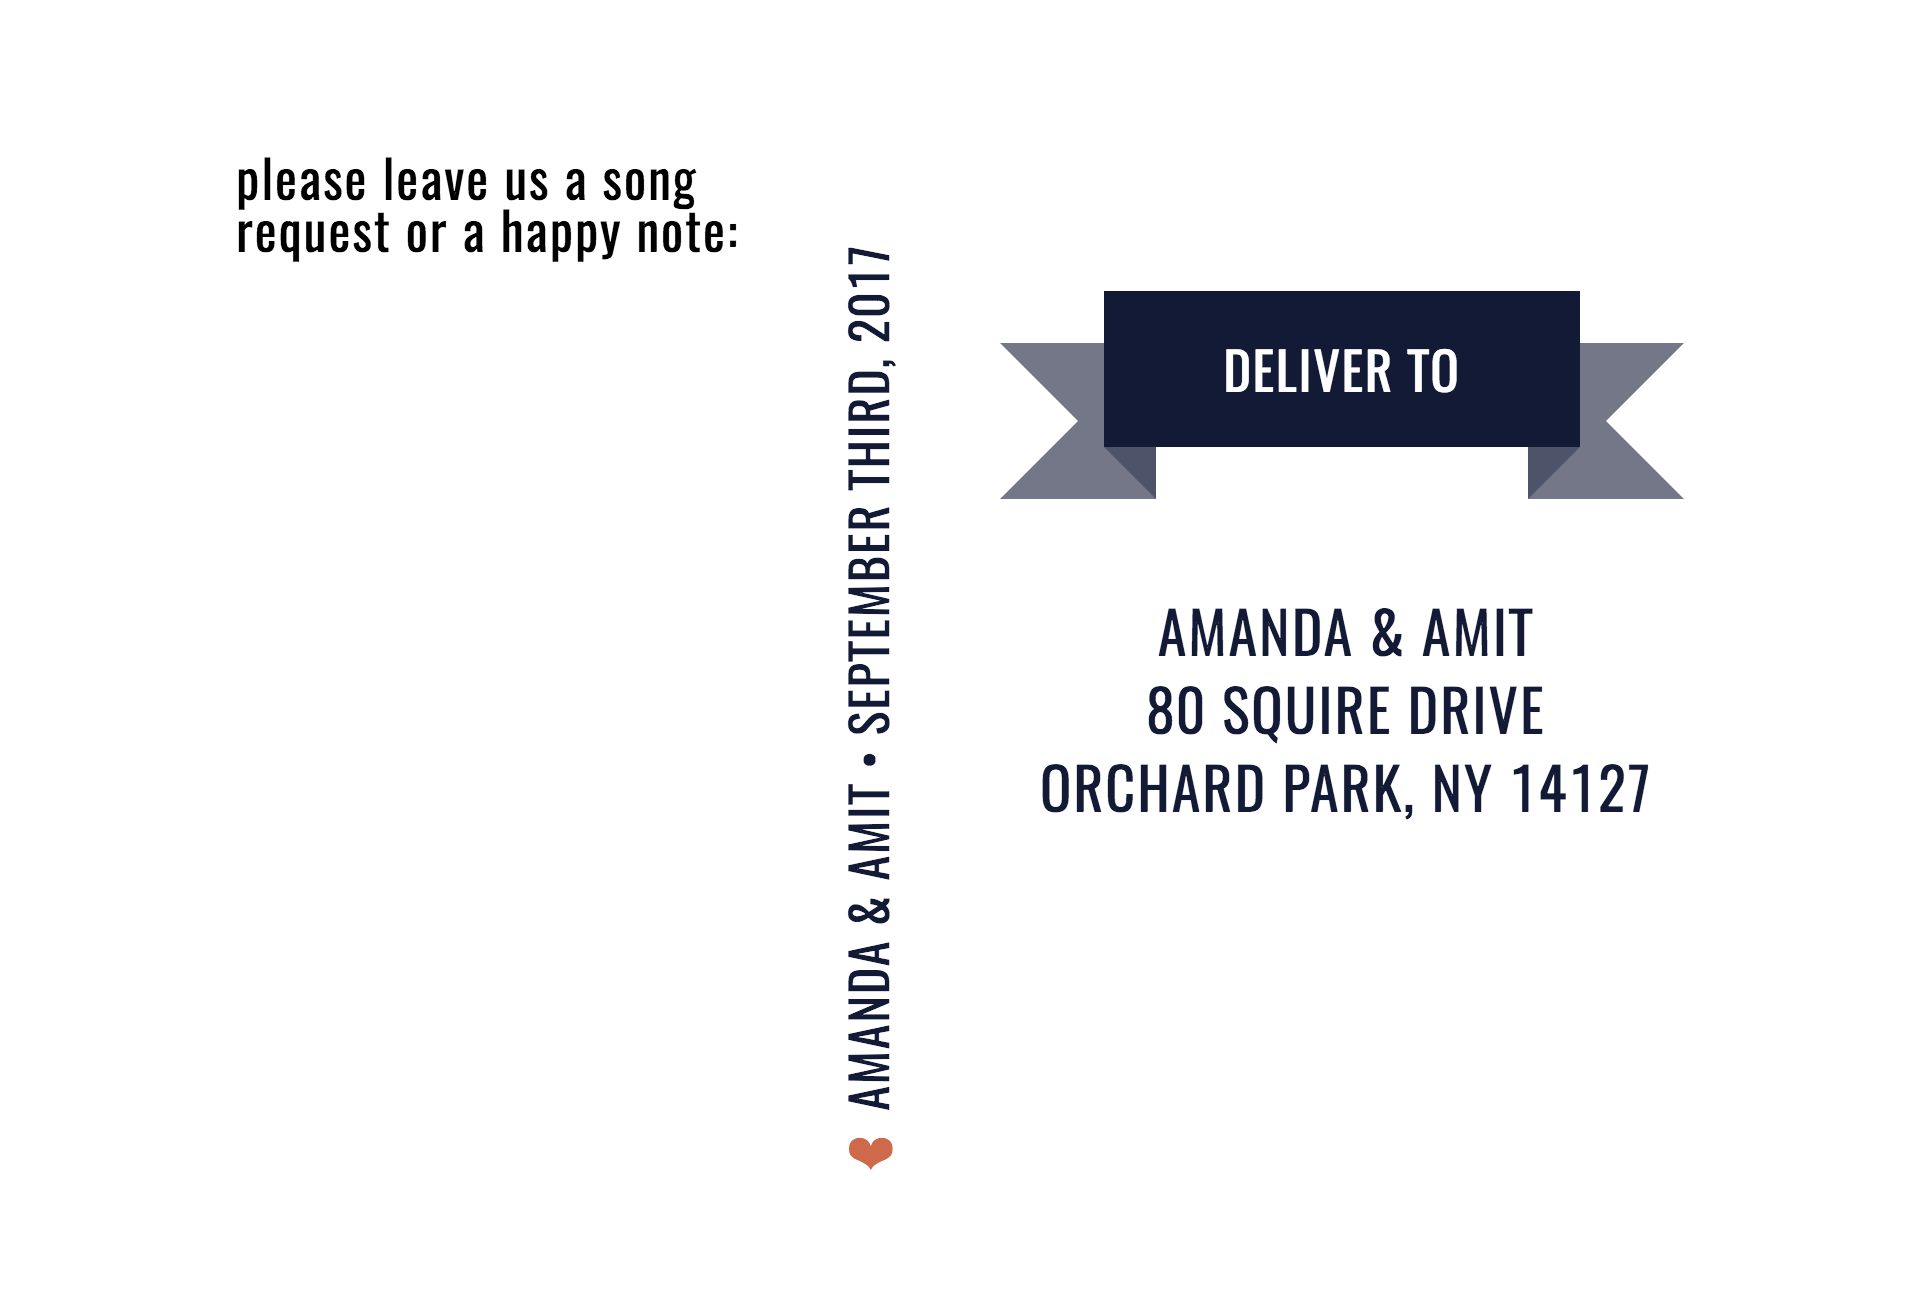 please leave us a song
request or a happy note:
AMANDA & AMIT • SEPTEMBER THIRD, 2017
DELIVER TO
AMANDA & AMIT
80 SQUIRE DRIVE
ORCHARD PARK, NY 14127